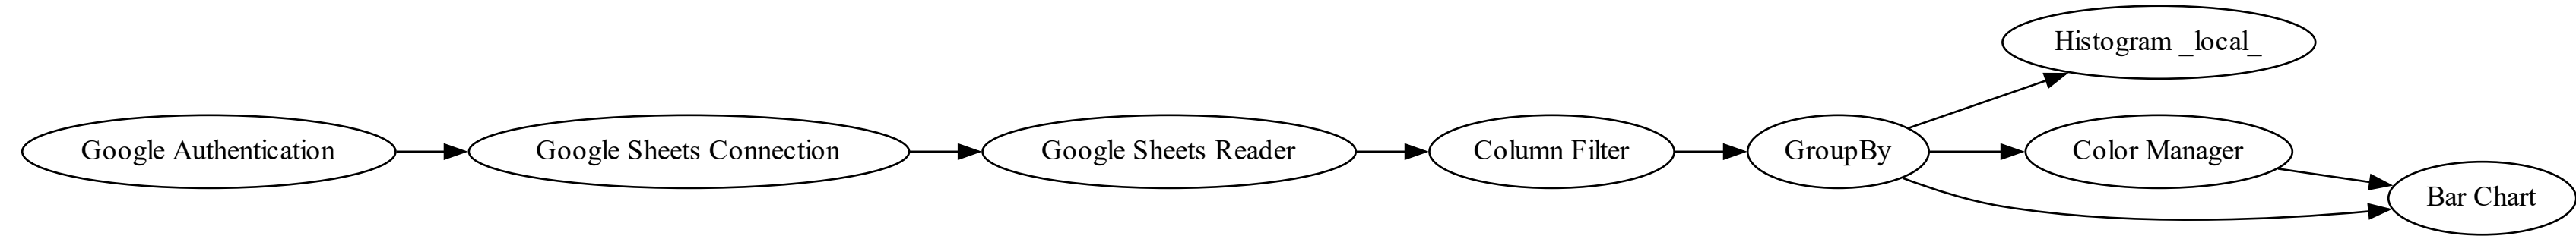 Histogram _local_
Google Authentication
Google Sheets Connection
Google Sheets Reader
Column Filter
GroupBy
Color Manager
Bar Chart